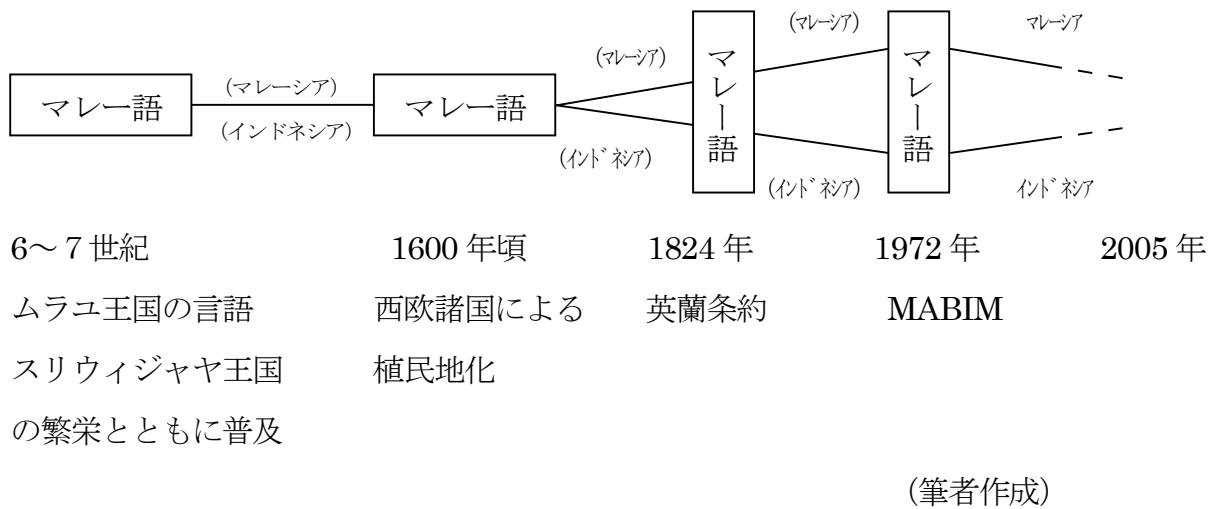 (マレーシア)
マレーシア
(マレーシア)
マレー語
(マレーシア)
マレー語
マレー語
マレー語
(インドネシア)
(インドネシア)
(インドネシア)
インドネシア
6～7世紀
1600年頃
1824年
1972年
2005年
ムラユ王国の言語
西欧諸国による
英蘭条約
MABIM
スリウィジャヤ王国
植民地化
の繁栄とともに普及
(筆者作成)